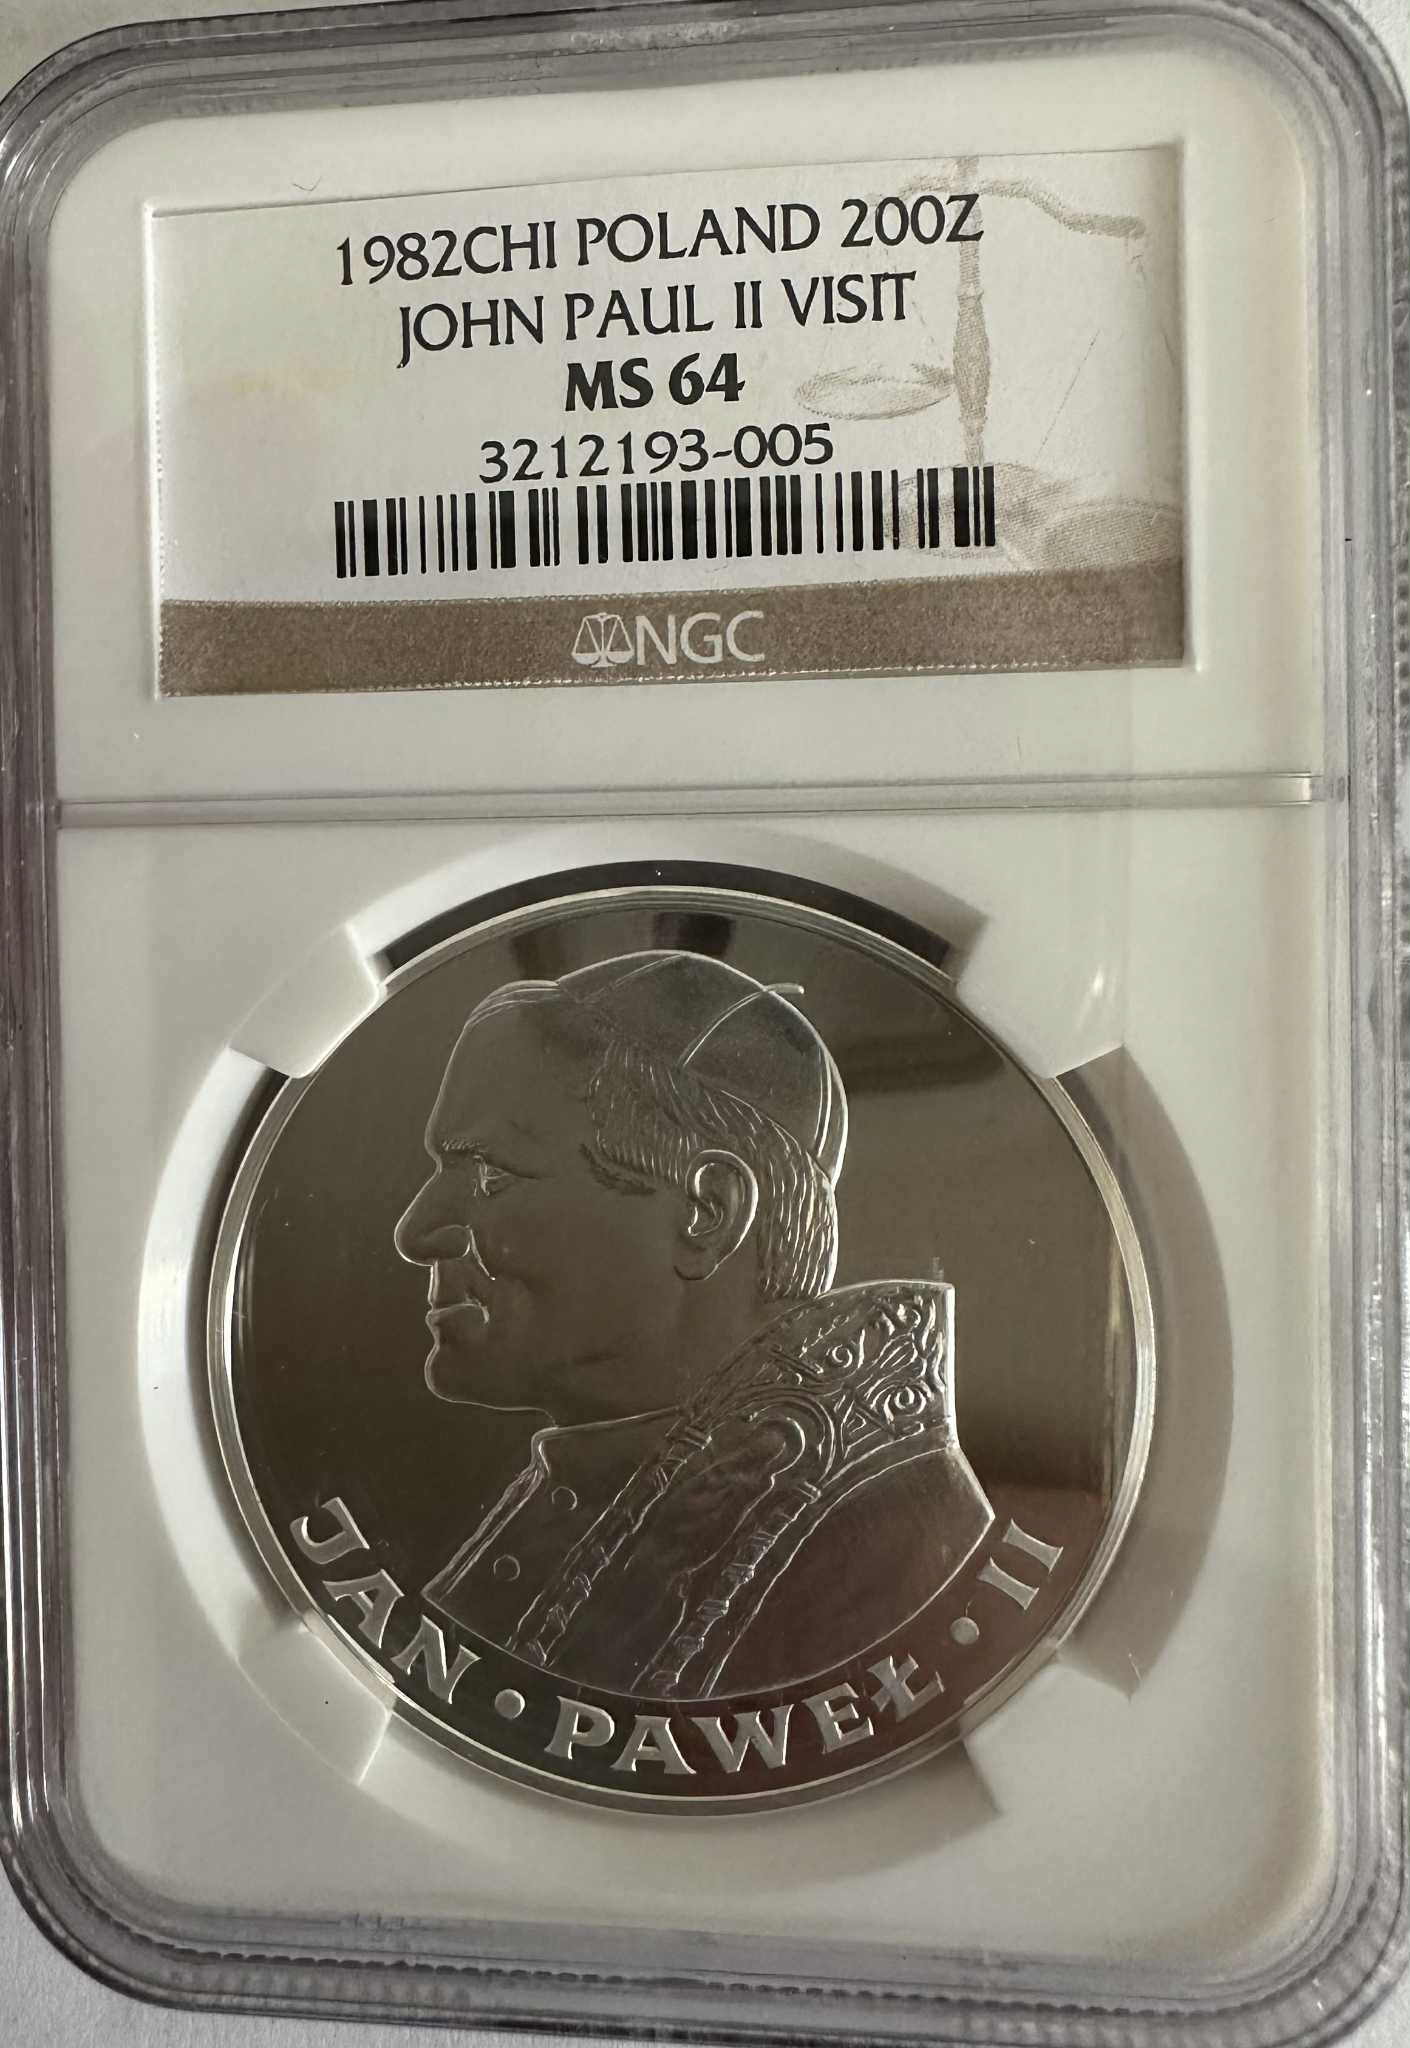 1982CHI POLAND 200Z
JOHN PAUL II VISIT
MS 64
3212193-005
NGC
JAN · PAWEŁ · II